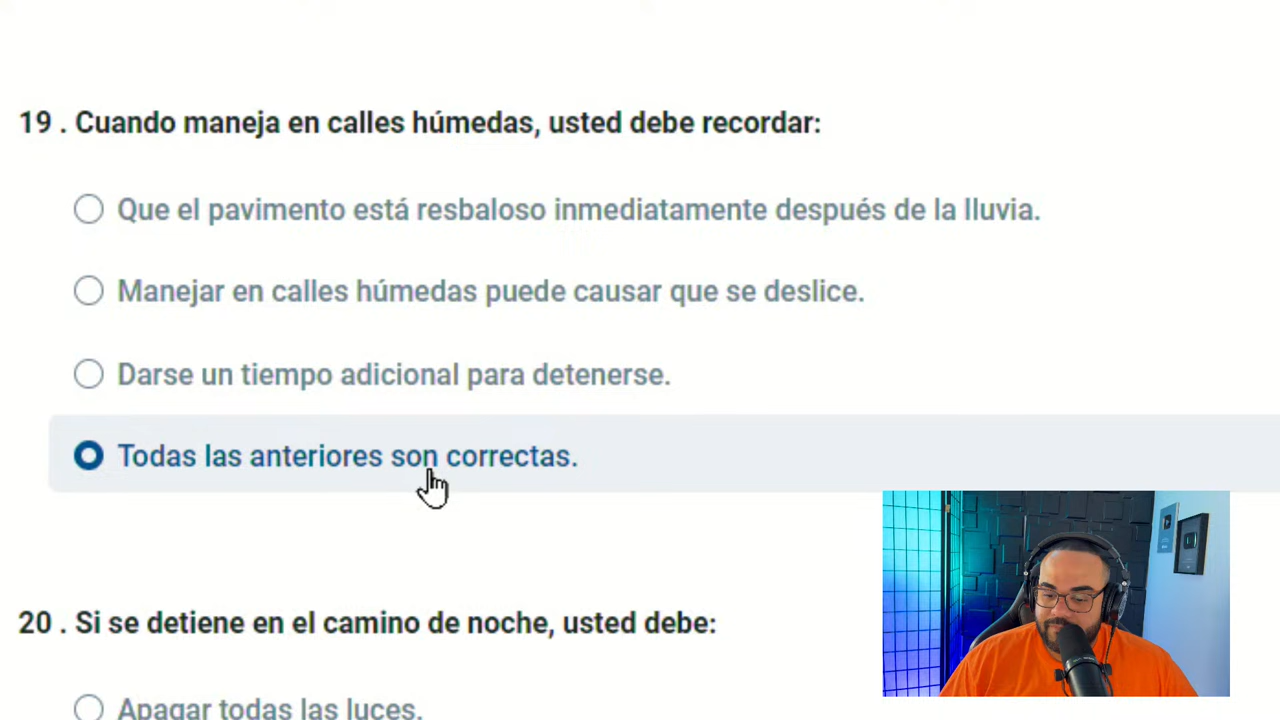 19 . Cuando maneja en calles húmedas, usted debe recordar:
Que el pavimento está resbaloso inmediatamente después de la lluvia.
Manejar en calles húmedas puede causar que se deslice.
Darse un tiempo adicional para detenerse.
Todas las anteriores son correctas.
20 . Si se detiene en el camino de noche, usted debe:
Apagar todas las luces.